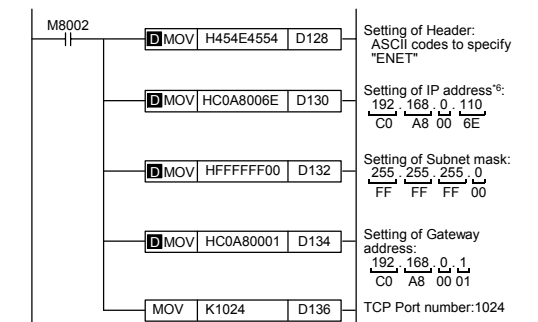 M8002
D MOV H454E4554 D128
Setting of Header:
ASCII codes to specify
"ENET"
D MOV HC0A8006E D130
Setting of IP address*6:
192 . 168 . 0 . 110
C0 A8 00 6E
D MOV HFFFFFF00 D132
Setting of Subnet mask:
255 . 255 . 255 . 0
FF FF FF 00
D MOV HC0A80001 D134
Setting of Gateway
address:
192 . 168 . 0 . 1
C0 A8 00 01
MOV K1024 D136
TCP Port number:1024